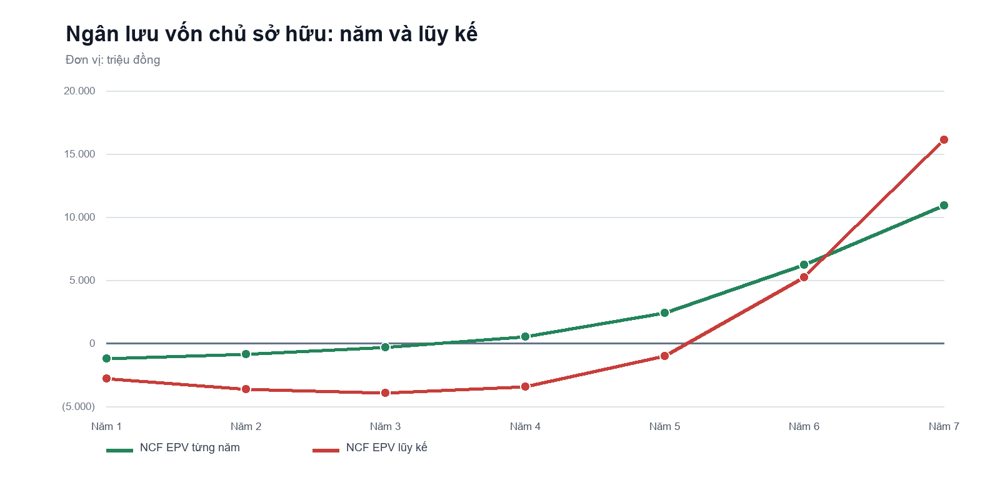 Ngân lưu vốn chủ sở hữu: năm và lũy kế
Đơn vị: triệu đồng
20.000
15.000
10.000
5.000
0
(5.000)
Năm 1 Năm 2 Năm 3 Năm 4 Năm 5 Năm 6 Năm 7
NCF EPV từng năm NCF EPV lũy kế